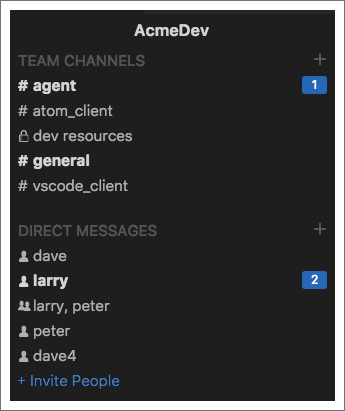 AcmeDev
TEAM CHANNELS +
# agent 1
# atom_client
dev resources
# general
# vscode_client
DIRECT MESSAGES +
dave
larry 2
larry, peter
peter
dave4
+ Invite People